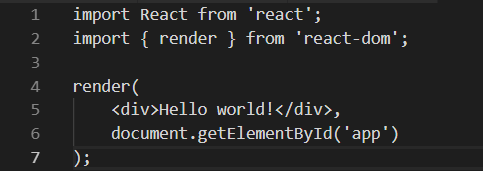 1 import React from 'react';
2 import { render } from 'react-dom';
3
4 render(
5     <div>Hello world!</div>,
6     document.getElementById('app')
7 );